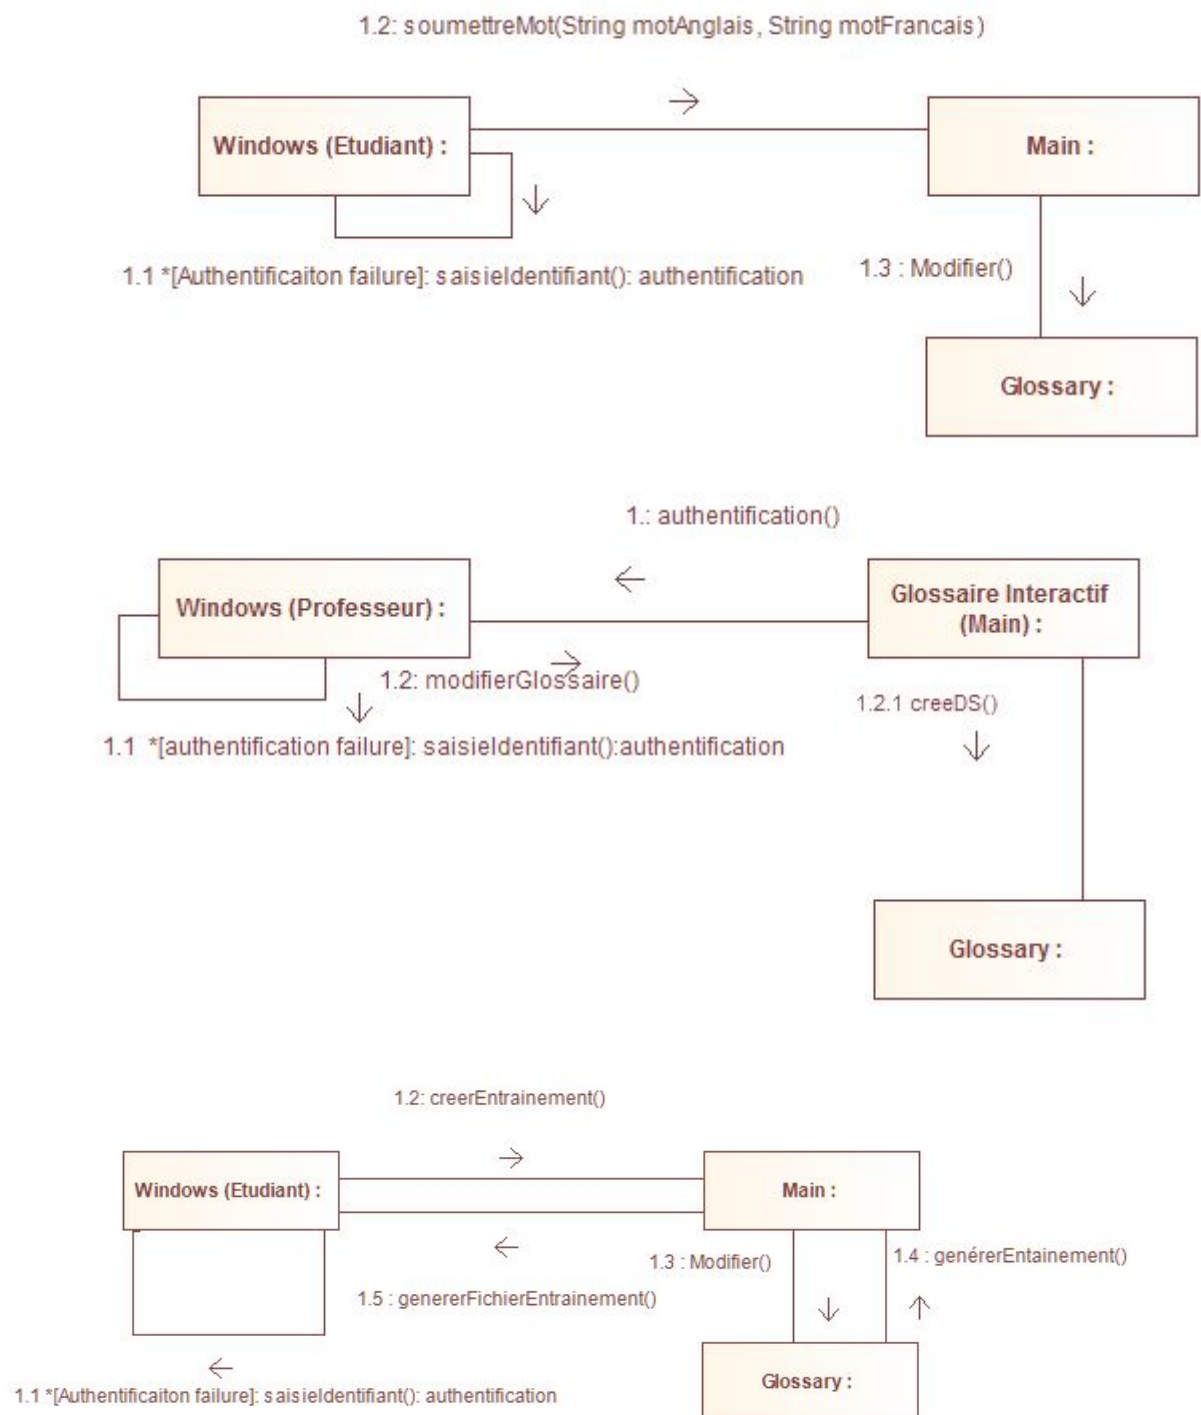 1.2: soumettreMot(String motAnglais, String motFrancais)
Windows (Etudiant) :
Main :
1.1 *[Authentificaiton failure]: saisieIdentifiant(): authentification
1.3 : Modifier()
Glossary :
1.: authentification()
Windows (Professeur) :
Glossaire Interactif
(Main) :
1.2: modifierGlossaire()
1.2.1 creeDS()
1.1 *[authentification failure]: saisieIdentifiant():authentification
Glossary :
1.2: creerEntrainement()
Windows (Etudiant) :
Main :
1.3 : Modifier()
1.4 : genérerEntainement()
1.5 : genererFichierEntrainement()
Glossary :
1.1 *[Authentificaiton failure]: saisieIdentifiant(): authentification